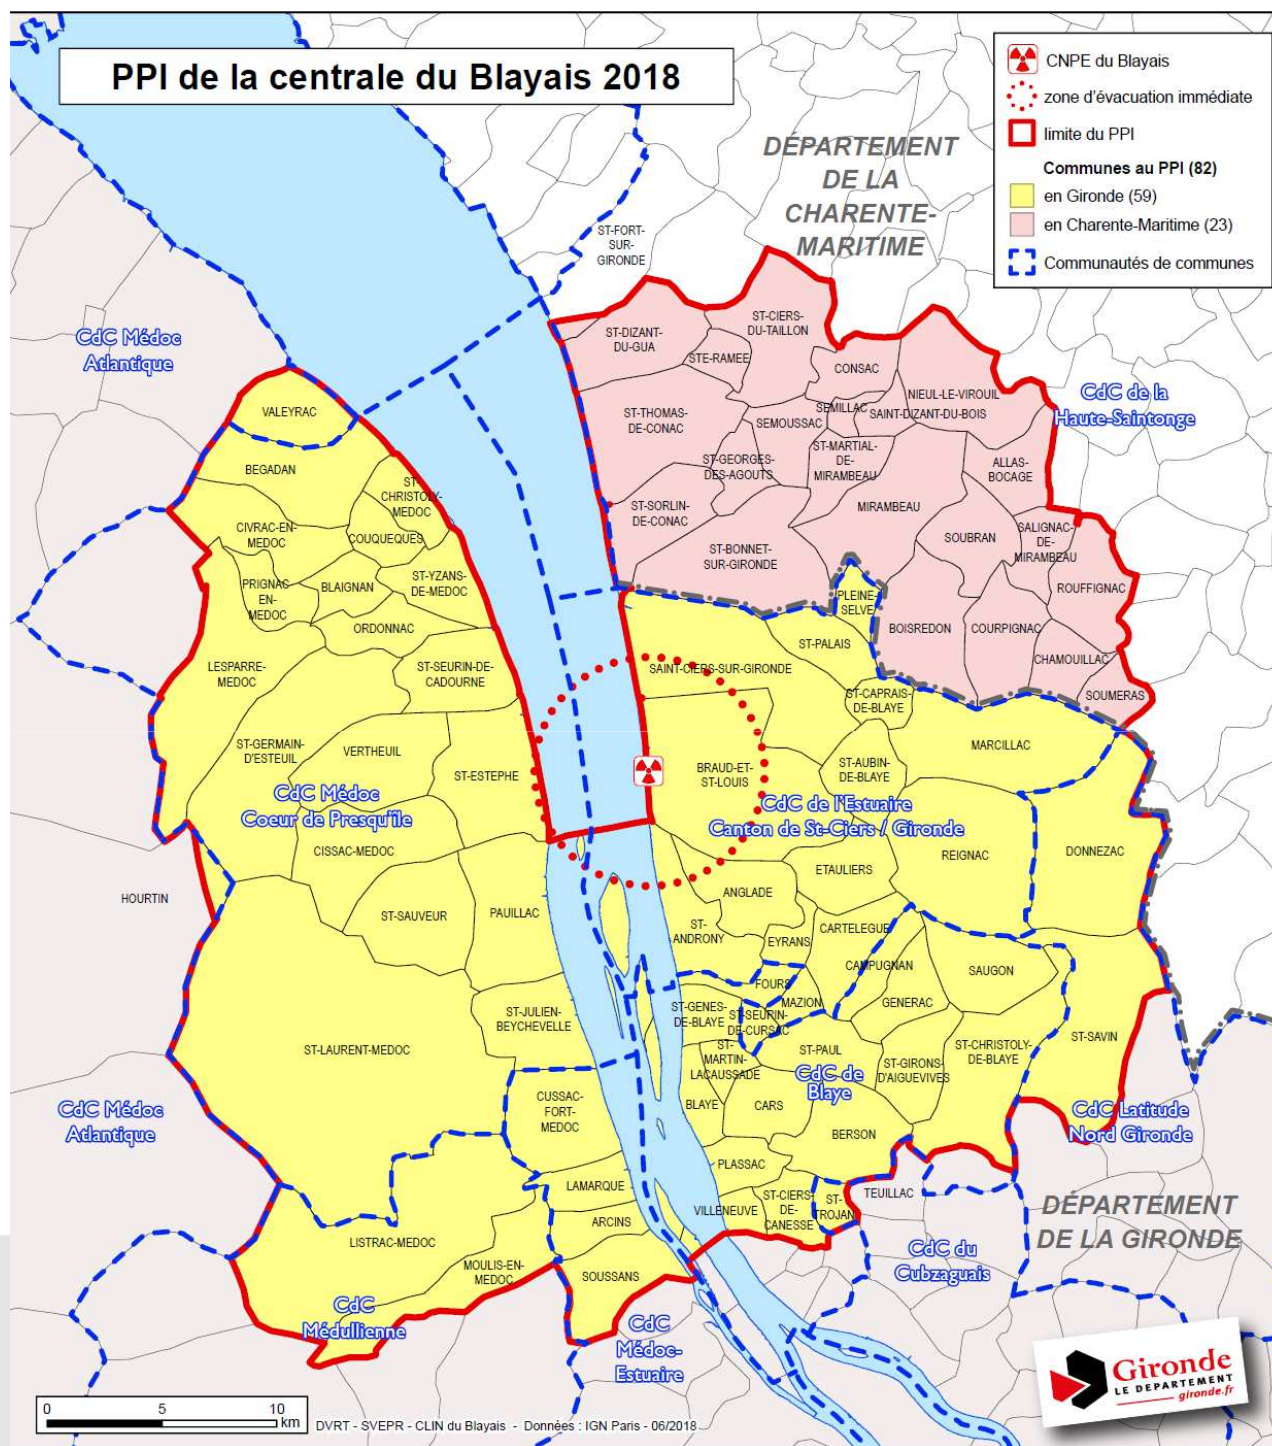 PPI de la centrale du Blayais 2018
CNPE du Blayais
zone d'évacuation immédiate
limite du PPI
Communes au PPI (82)
en Gironde (59)
en Charente-Maritime (23)
Communautés de communes
DÉPARTEMENT
DE LA
CHARENTE-
MARITIME
ST-FORT-
SUR-
GIRONDE
CdC Médoc
Atlantique
ST-DIZANT-
DU-GUA
ST-CIERS-
DU-TAILLON
STE-RAMEE
CONSAC
NIEUL-LE-VIROUIL
CdC de la
Haute-Saintonge
VALEYRAC
ST-THOMAS-
DE-CONAC
SEMOUSSAC
SEMILLAC
SAINT-DIZANT-DU-BOIS
ST-MARTIAL-
DE-
MIRAMBEAU
BEGADAN
ST-GEORGES-
DES-AGOUTS
ALLAS-
BOCAGE
ST-
CHRISTOLY-
MEDOC
ST-SORLIN-
DE-CONAC
MIRAMBEAU
CIVRAC-EN-
MEDOC
COUQUEQUES
SOUBRAN
SALIGNAC-
DE-
MIRAMBEAU
ST-BONNET-
SUR-GIRONDE
PRIGNAC
EN-
MEDOC
BLAIGNAN
ST-YZANS-
DE-MEDOC
ROUFFIGNAC
PLEINE-
SELVE
ORDONNAC
BOISREDON
COURPIGNAC
ST-PALAIS
LESPARRE-
MEDOC
ST-SEURIN-DE-
CADOURNE
SAINT-CIERS-SUR-GIRONDE
CHAMOUILLAC
SOUMERAS
ST-CAPRAIS-
DE-BLAYE
ST-GERMAIN-
D'ESTEUIL
VERTHEUIL
MARCILLAC
ST-ESTEPHE
BRAUD-ET-
ST-LOUIS
ST-AUBIN-
DE-BLAYE
CdC Médoc
Coeur de Presqu'île
CdC de l'Estuaire
Canton de St-Ciers / Gironde
CISSAC-MEDOC
REIGNAC
DONNEZAC
ETAULIERS
HOURTIN
ANGLADE
ST-SAUVEUR
PAUILLAC
ST-
ANDRONY
CARTELEGUE
EYRANS
CAMPUGNAN
SAUGON
FOURS
MAZION
GENERAC
ST-JULIEN-
BEYCHEVELLE
ST-GENES-
DE-BLAYE
ST-SEURIN-
DE-CURSAC
ST-LAURENT-MEDOC
ST-SAVIN
ST-
MARTIN-
LACAUSSADE
ST-PAUL
ST-GIRONS-
D'AIGUEVIVES
ST-CHRISTOLY-
DE-BLAYE
CdC de
Blaye
CdC Médoc
Atlantique
CUSSAC-
FORT-
MEDOC
BLAYE
CARS
CdC Latitude
Nord Gironde
BERSON
PLASSAC
LAMARQUE
TEUILLAC
ST-CIERS-
DE-
CANESSE
ST-
TROJAN
VILLENEUVE
ARCINS
DÉPARTEMENT
DE LA GIRONDE
LISTRAC-MEDOC
CdC du
Cubzaguais
MOULIS-EN-
MEDOC
SOUSSANS
CdC
Médullienne
CdC
Médoc-
Estuaire
Gironde
LE DEPARTEMENT
gironde.fr
0 5 10
km
DVRT - SVEPR - CLIN du Blayais - Données : IGN Paris - 06/2018